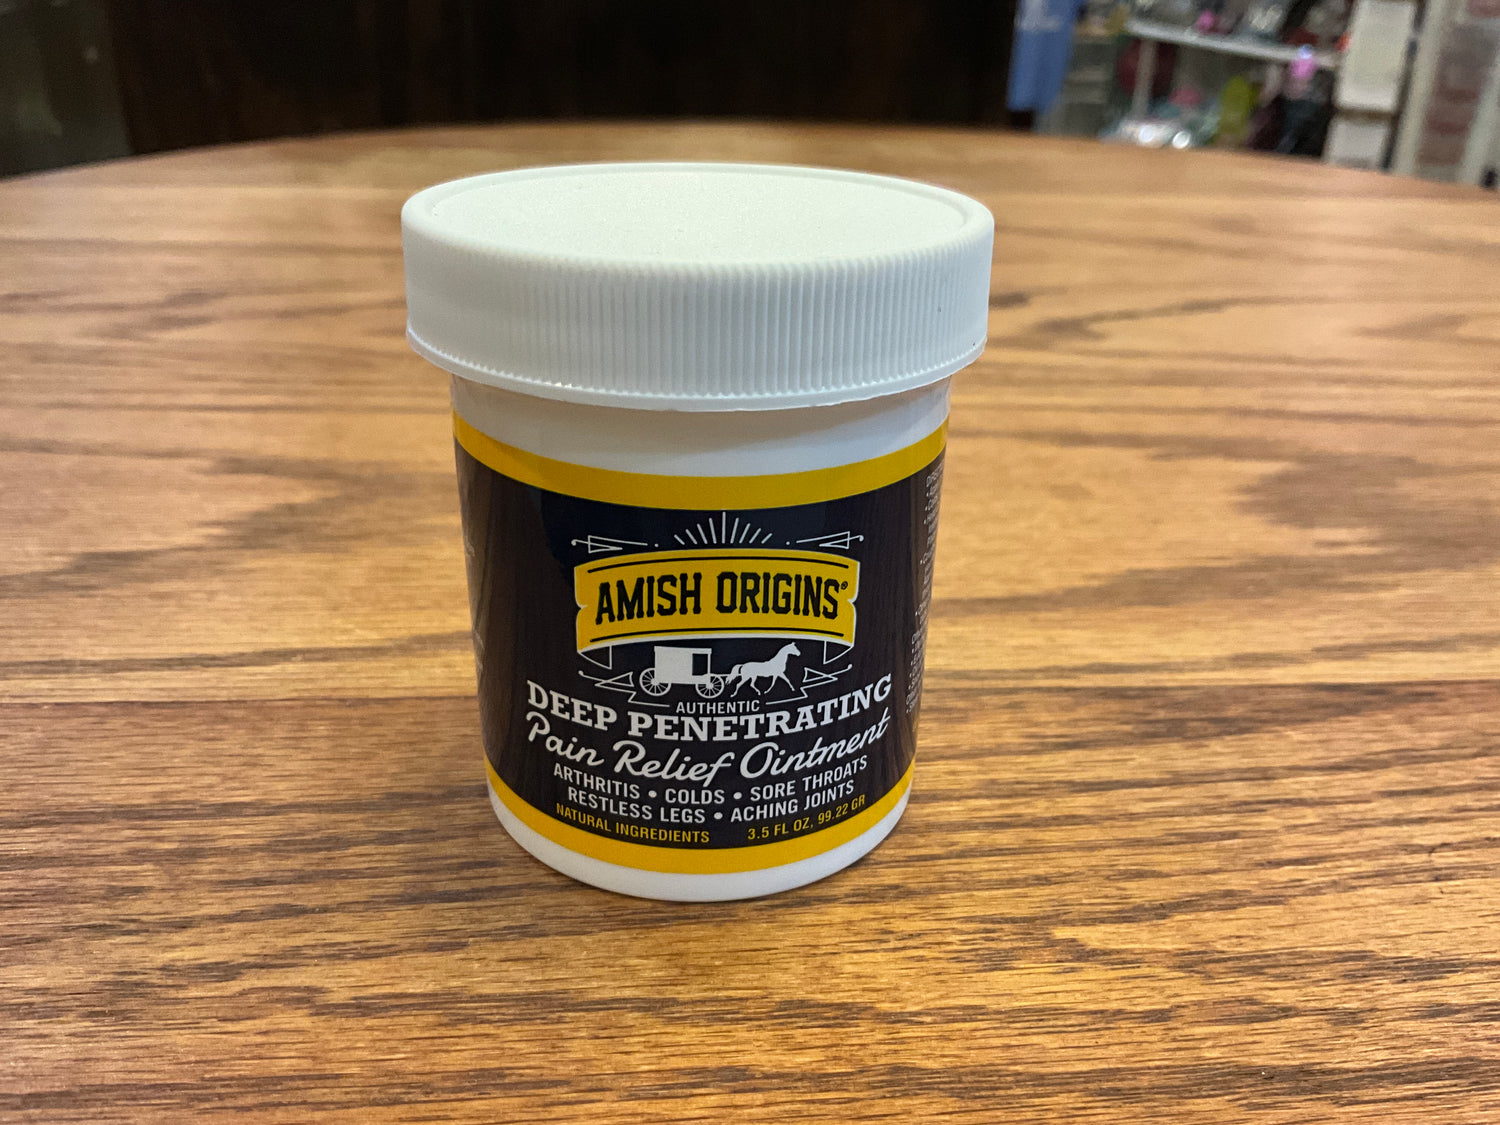 AMISH ORIGINS®
AUTHENTIC
DEEP PENETRATING
Pain Relief Ointment
ARTHRITIS • COLDS • SORE THROATS
RESTLESS LEGS • ACHING JOINTS
NATURAL INGREDIENTS 3.5 FL OZ, 99.22 GR